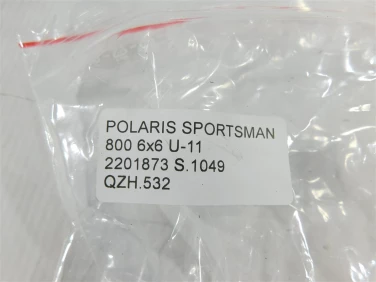 POLARIS SPORTSMAN
800 6x6 U-11
2201873 S.1049
QZH.532